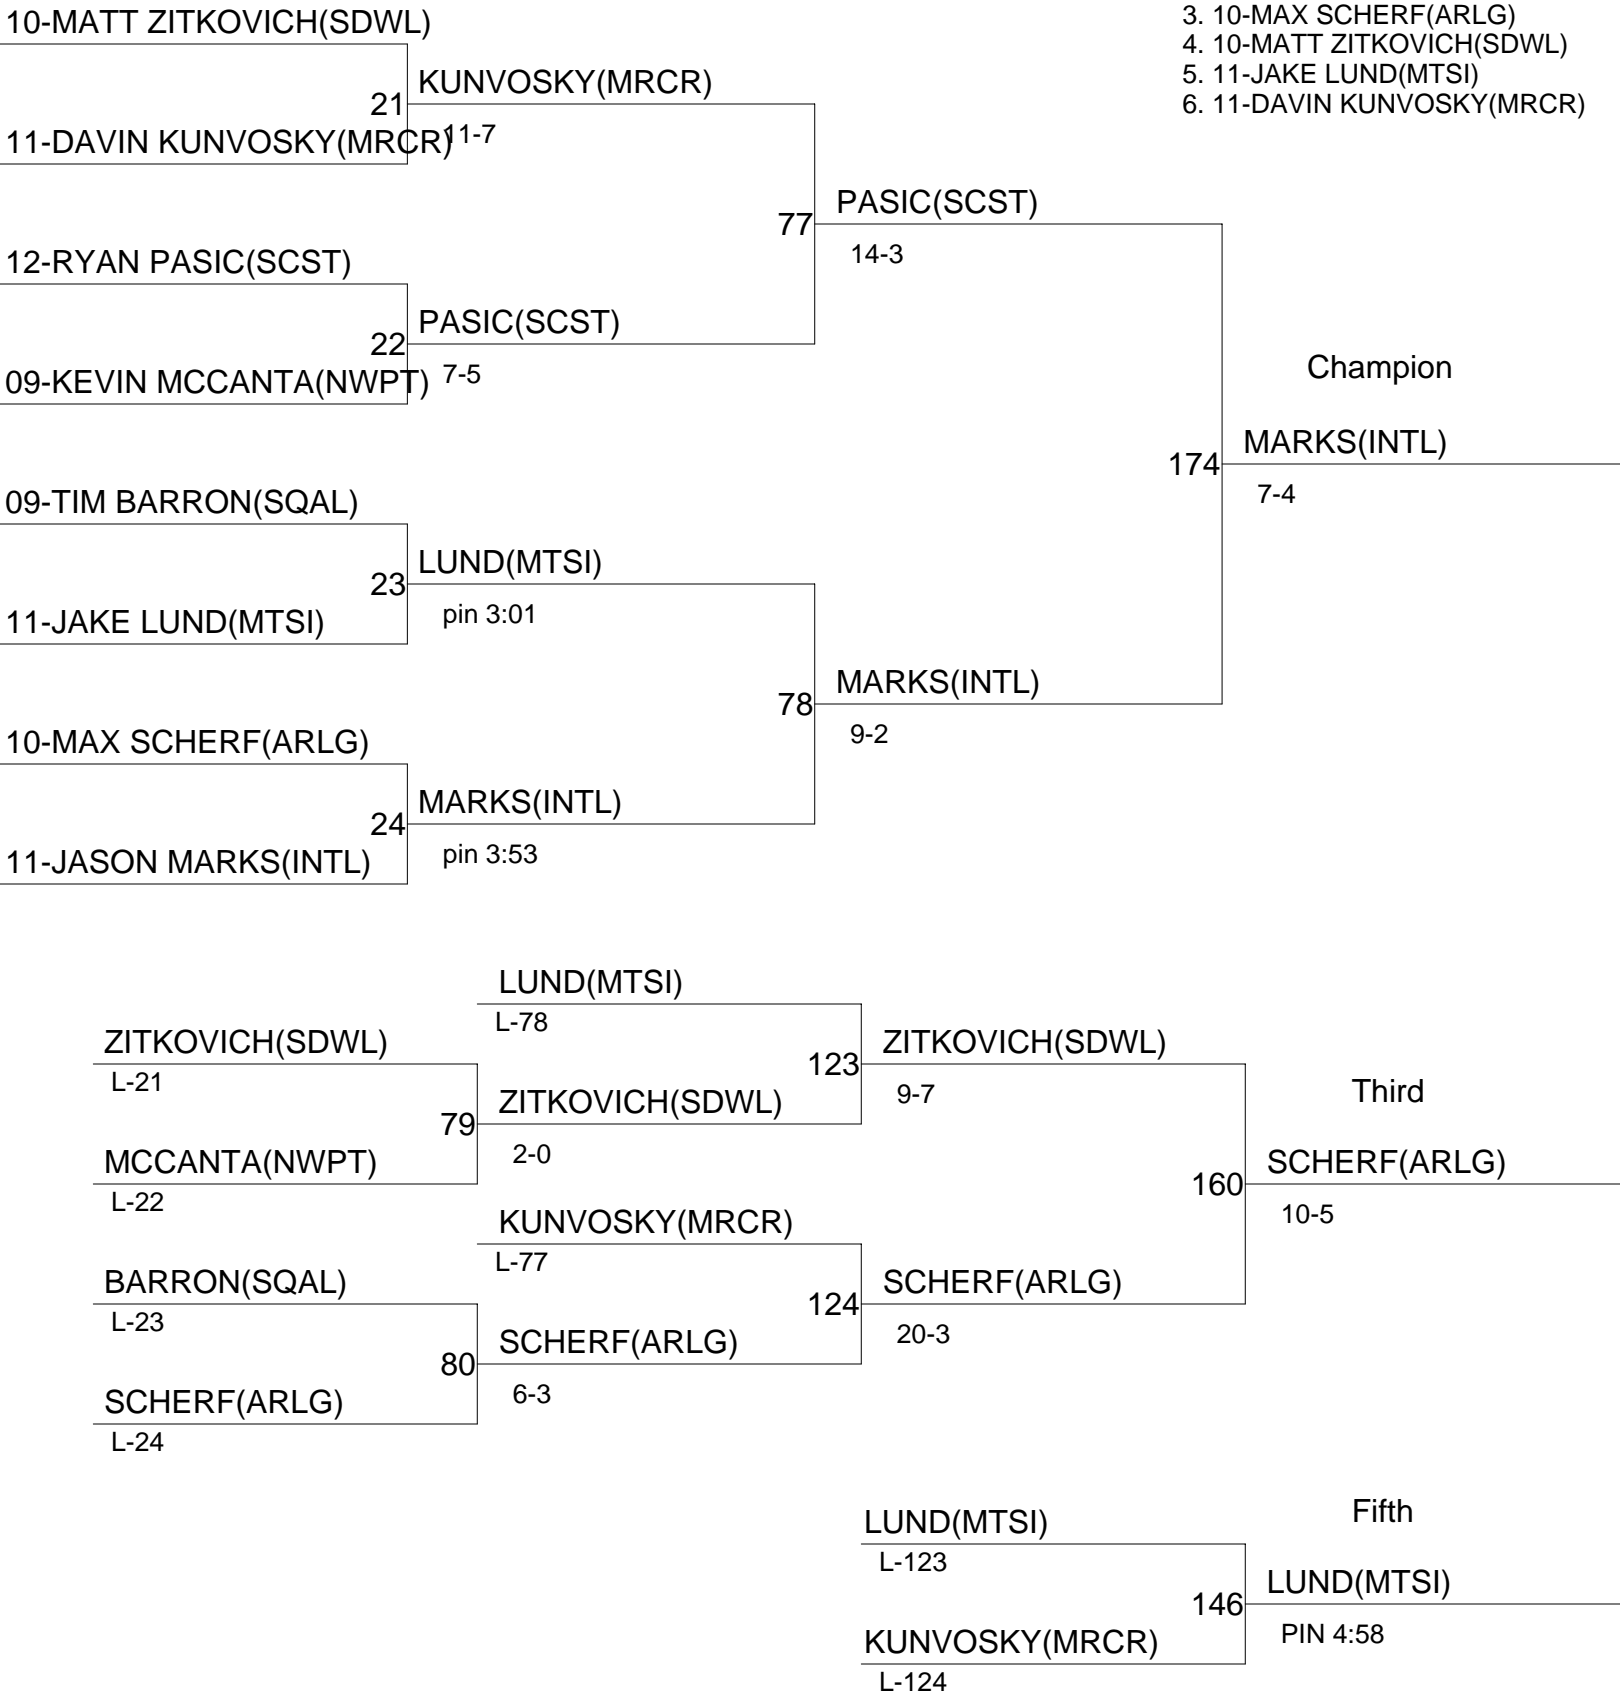 10-MATT ZITKOVICH(SDWL)
3. 10-MAX SCHERF(ARLG)
4. 10-MATT ZITKOVICH(SDWL)
5. 11-JAKE LUND(MTSI)
6. 11-DAVIN KUNVOSKY(MRCR)
21
KUNVOSKY(MRCR)
11-7
11-DAVIN KUNVOSKY(MRCR)
77
PASIC(SCST)
14-3
12-RYAN PASIC(SCST)
22
PASIC(SCST)
7-5
09-KEVIN MCCANTA(NWPT)
Champion
174
MARKS(INTL)
7-4
09-TIM BARRON(SQAL)
23
LUND(MTSI)
pin 3:01
11-JAKE LUND(MTSI)
78
MARKS(INTL)
9-2
10-MAX SCHERF(ARLG)
24
MARKS(INTL)
pin 3:53
11-JASON MARKS(INTL)
LUND(MTSI)
L-78
ZITKOVICH(SDWL)
L-21
123
ZITKOVICH(SDWL)
9-7
79
ZITKOVICH(SDWL)
2-0
MCCANTA(NWPT)
L-22
Third
160
SCHERF(ARLG)
10-5
KUNVOSKY(MRCR)
L-77
BARRON(SQAL)
L-23
124
SCHERF(ARLG)
20-3
80
SCHERF(ARLG)
6-3
SCHERF(ARLG)
L-24
Fifth
LUND(MTSI)
L-123
146
LUND(MTSI)
PIN 4:58
KUNVOSKY(MRCR)
L-124